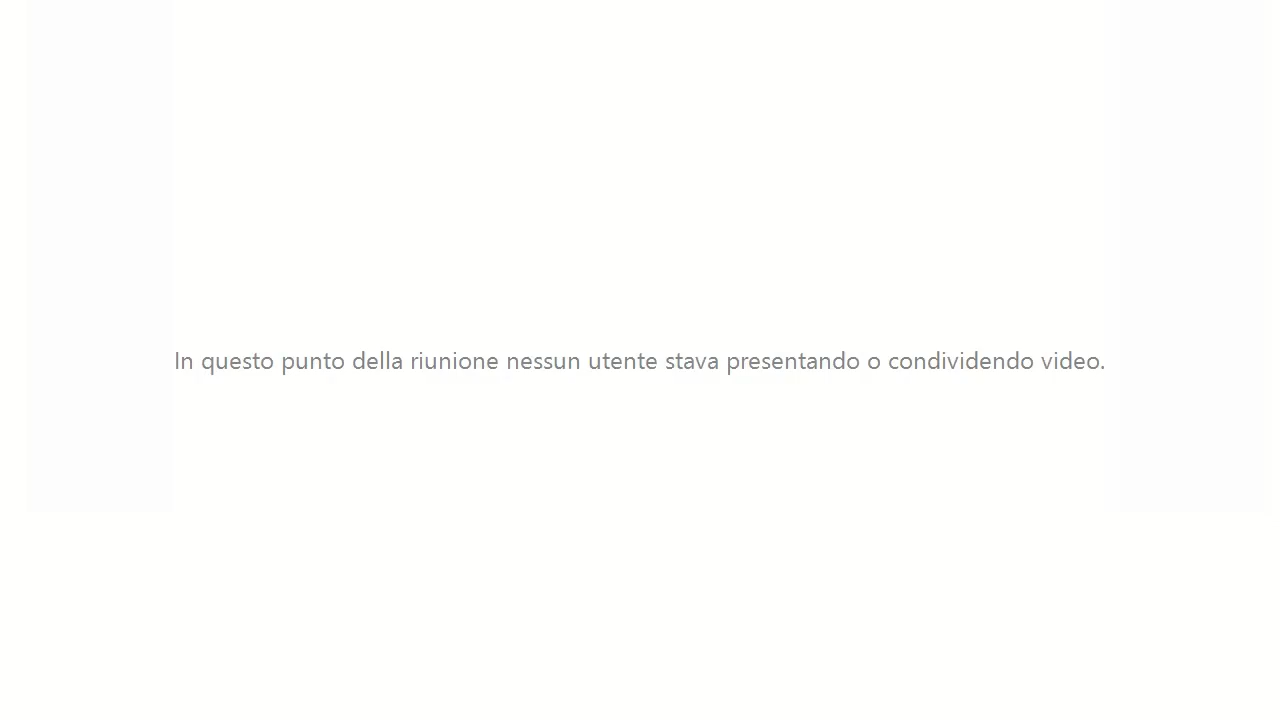 In questo punto della riunione nessun utente stava presentando o condividendo video.